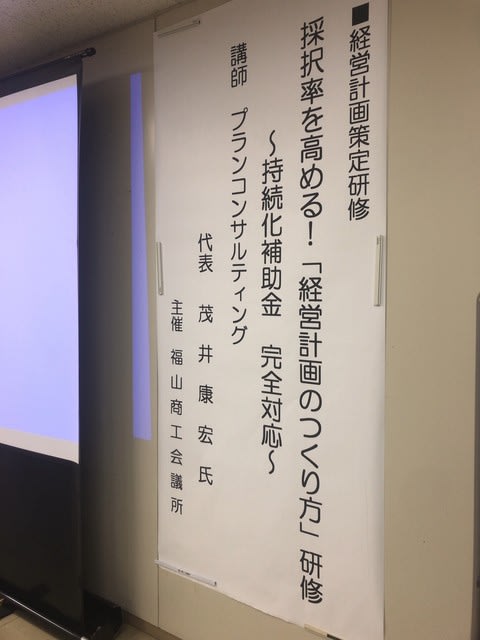 ■経営計画策定研修
採択率を高める！「経営計画のつくり方」研修
～持続化補助金　完全対応～
講師　プランコンサルティング
代表　茂井康宏氏
主催　福山商工会議所